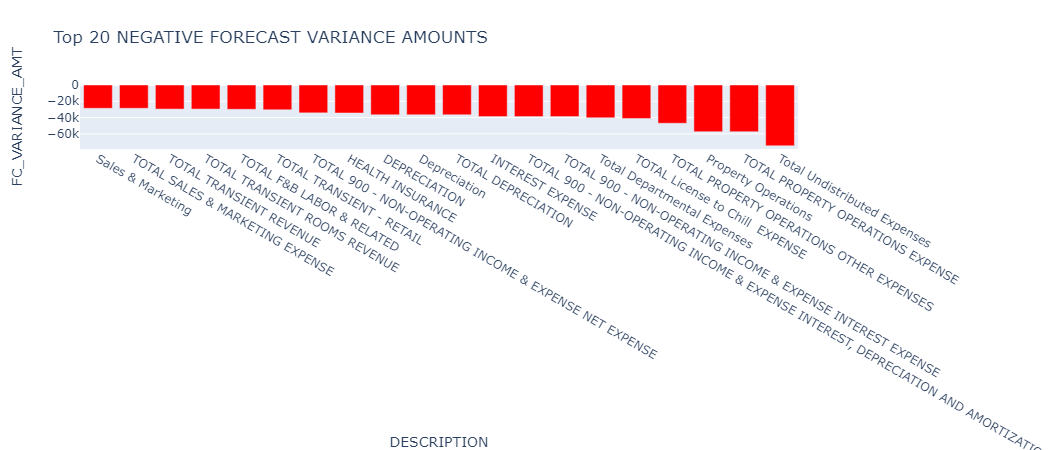 Top 20 NEGATIVE FORECAST VARIANCE AMOUNTS
FC_VARIANCE_AMT
0
−20k
−40k
−60k
Sales & Marketing
TOTAL SALES & MARKETING EXPENSE
TOTAL TRANSIENT REVENUE
TOTAL TRANSIENT ROOMS REVENUE
TOTAL F&B LABOR & RELATED
TOTAL TRANSIENT - RETAIL
TOTAL 900 - NON-OPERATING INCOME & EXPENSE NET EXPENSE
HEALTH INSURANCE
DEPRECIATION
Depreciation
TOTAL DEPRECIATION
INTEREST EXPENSE
TOTAL 900 - NON-OPERATING INCOME & EXPENSE INTEREST, DEPRECIATION AND AMORTIZATIO
TOTAL 900 - NON-OPERATING INCOME & EXPENSE INTEREST EXPENSE
Total Departmental Expenses
TOTAL License to Chill  EXPENSE
TOTAL PROPERTY OPERATIONS OTHER EXPENSES
Property Operations
TOTAL PROPERTY OPERATIONS EXPENSE
Total Undistributed Expenses
DESCRIPTION